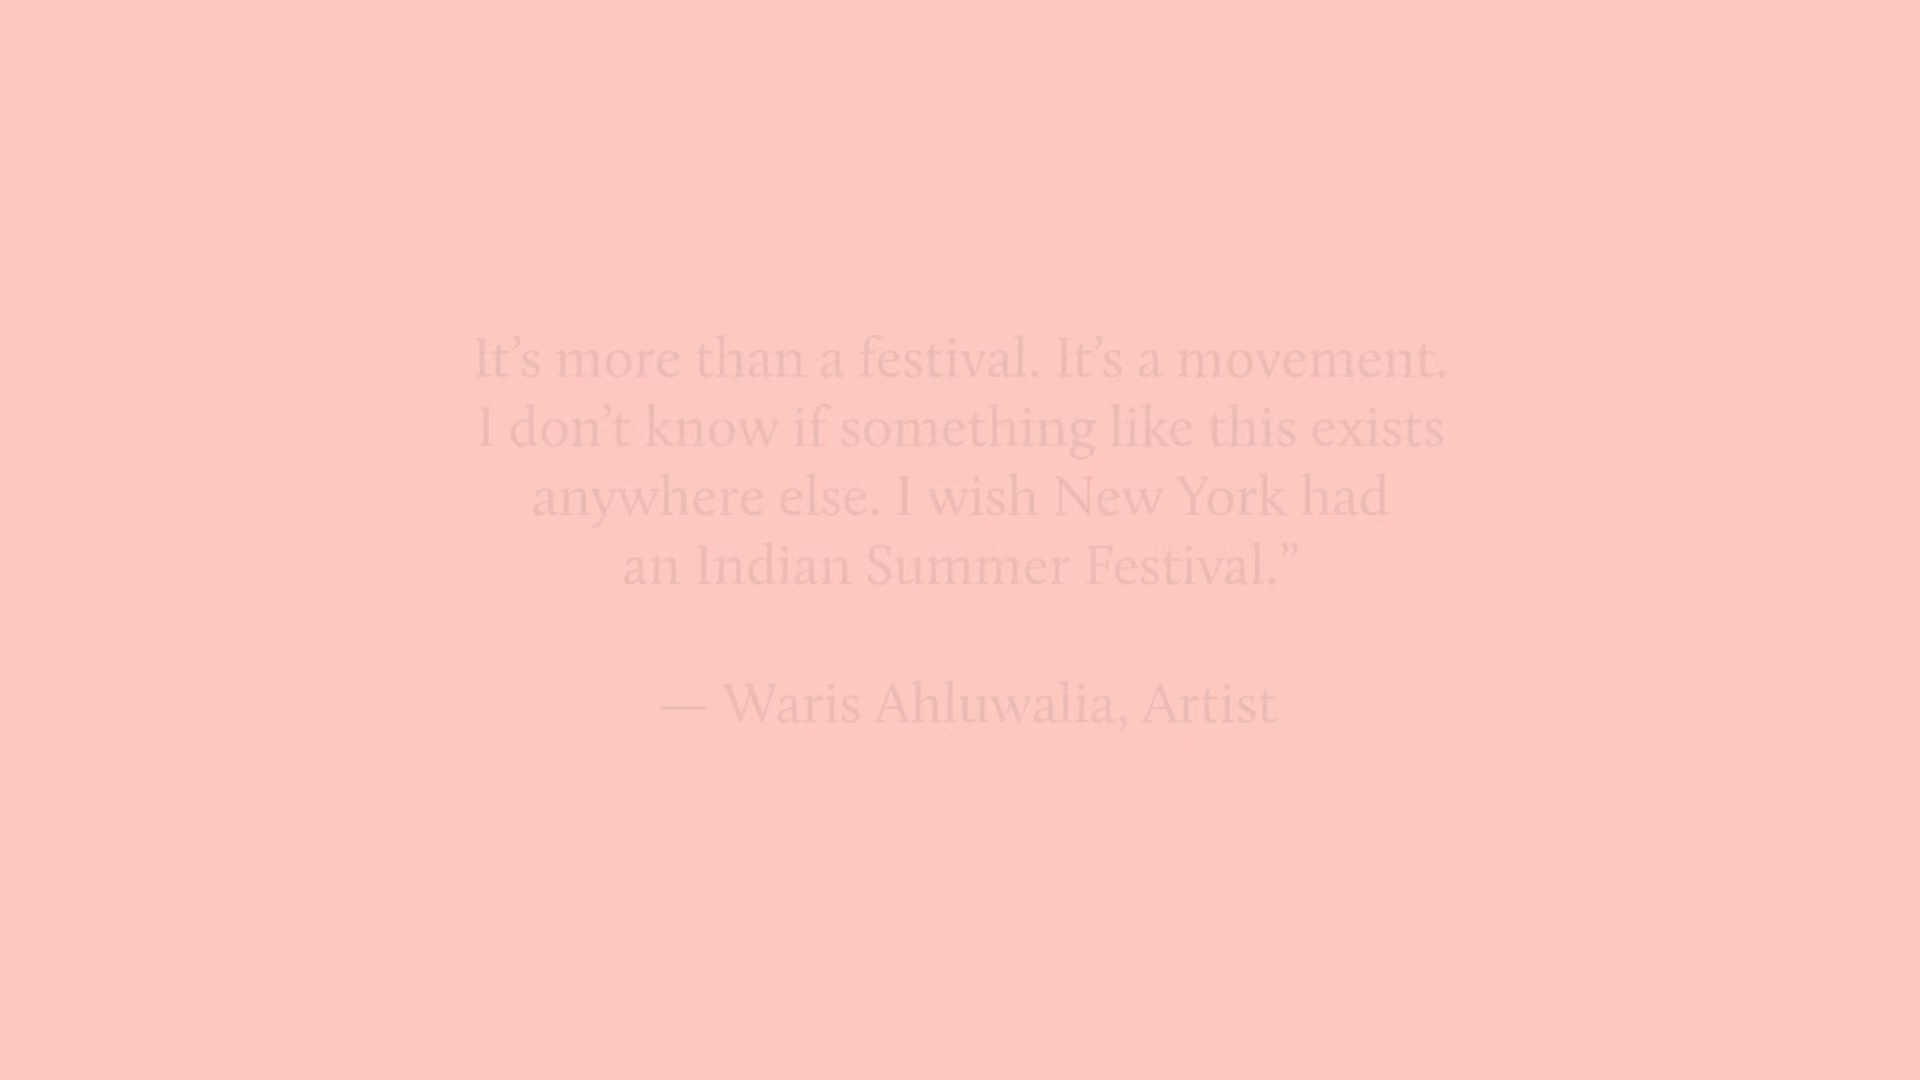 It’s more than a festival. It’s a movement.
I don’t know if something like this exists
anywhere else. I wish New York had
an Indian Summer Festival.”
— Waris Ahluwalia, Artist